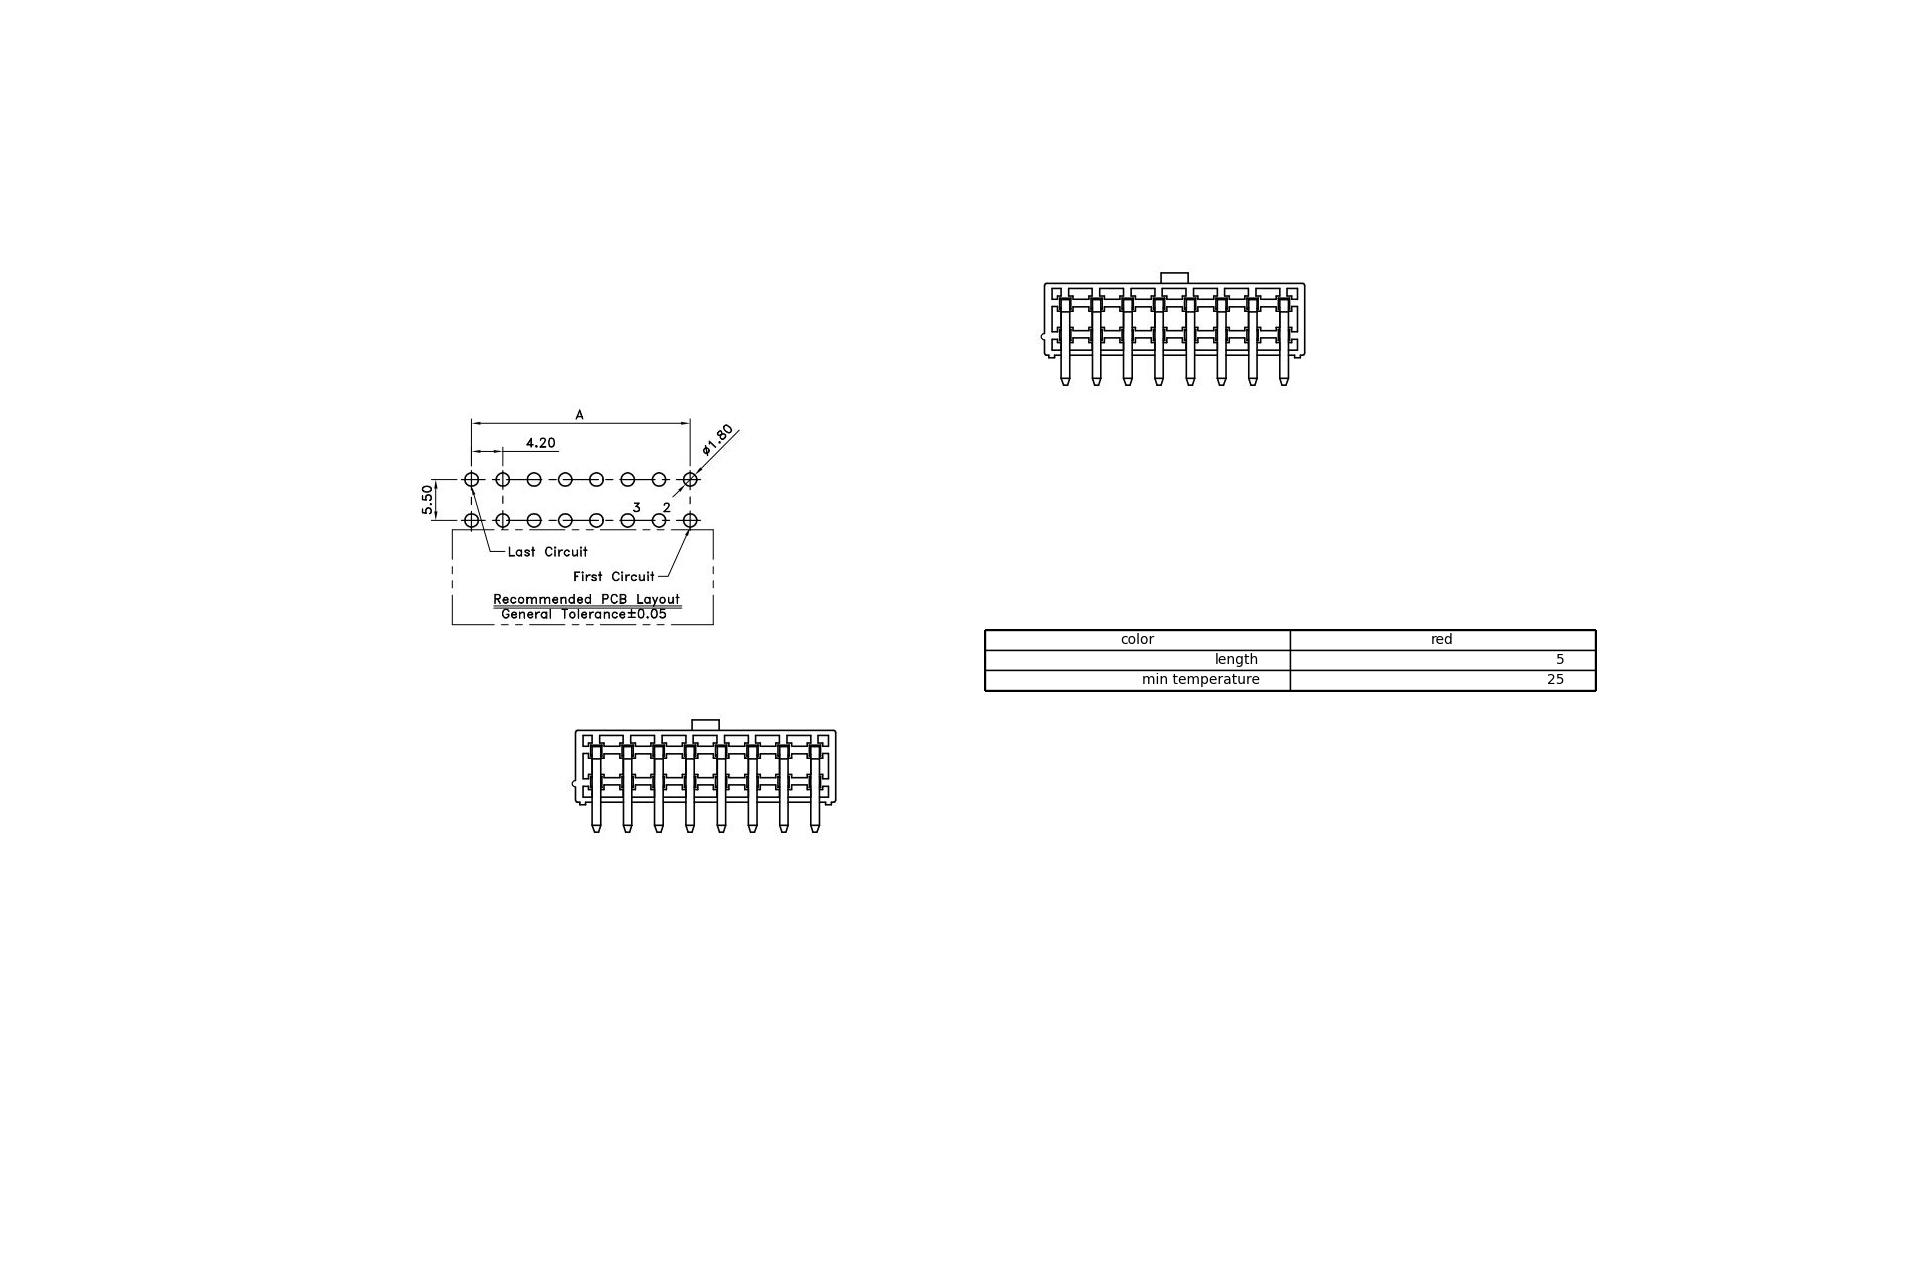 A
4.20
ø1.80
5.50
3 2
Last Circuit
First Circuit
Recommended PCB Layout
General Tolerance±0.05
color red
length 5
min temperature 25